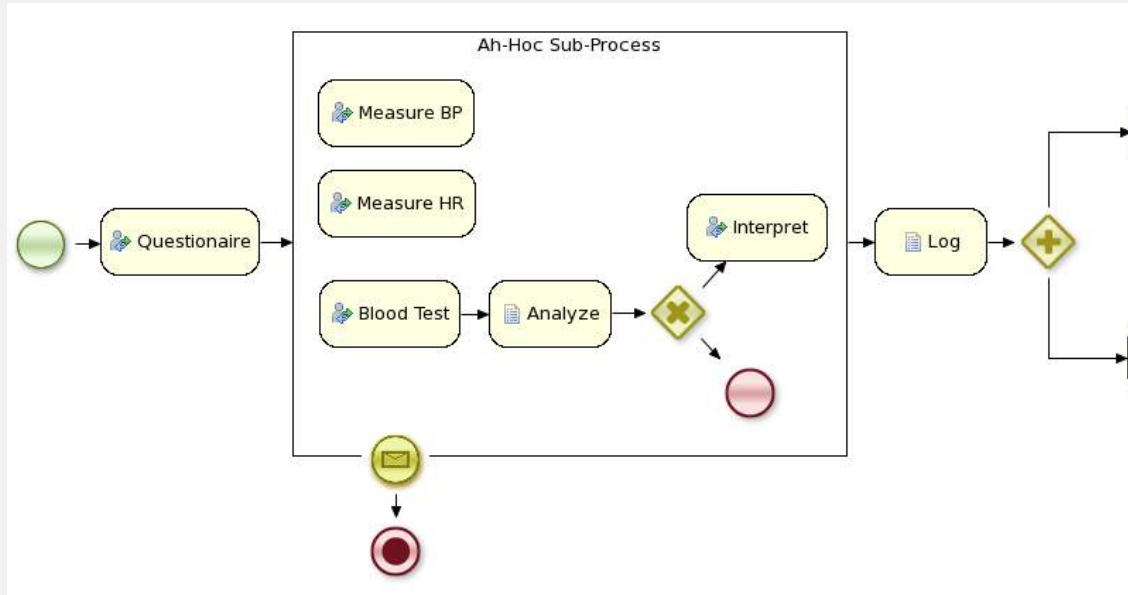 Ah-Hoc Sub-Process
Measure BP
Measure HR
Questionaire
Interpret
Log
Blood Test
Analyze